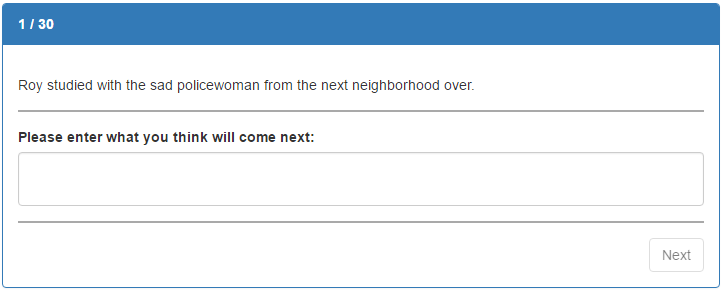 1 / 30
Roy studied with the sad policewoman from the next neighborhood over.
Please enter what you think will come next:
Next